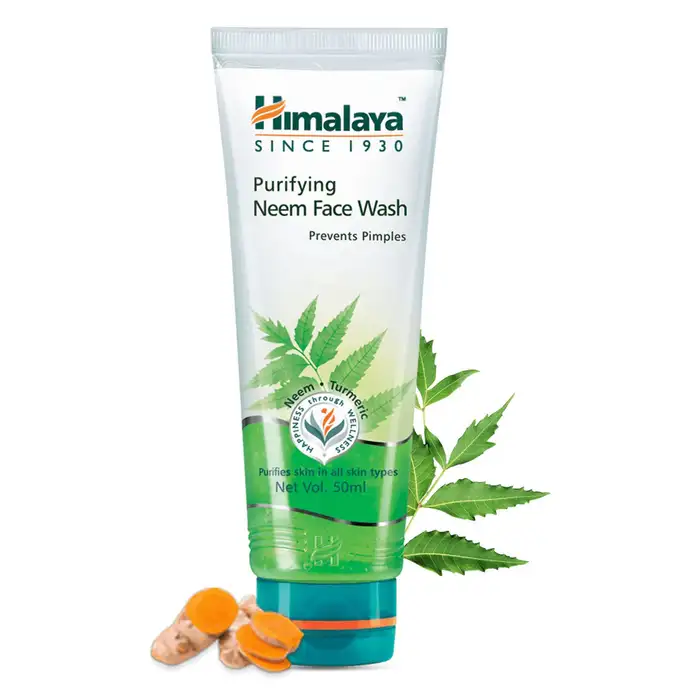 Himalaya™
SINCE 1930
Purifying
Neem Face Wash
Prevents Pimples
Neem • Turmeric
HAPPINESS through WELLNESS
Purifies skin in all skin types
Net Vol. 50ml
H